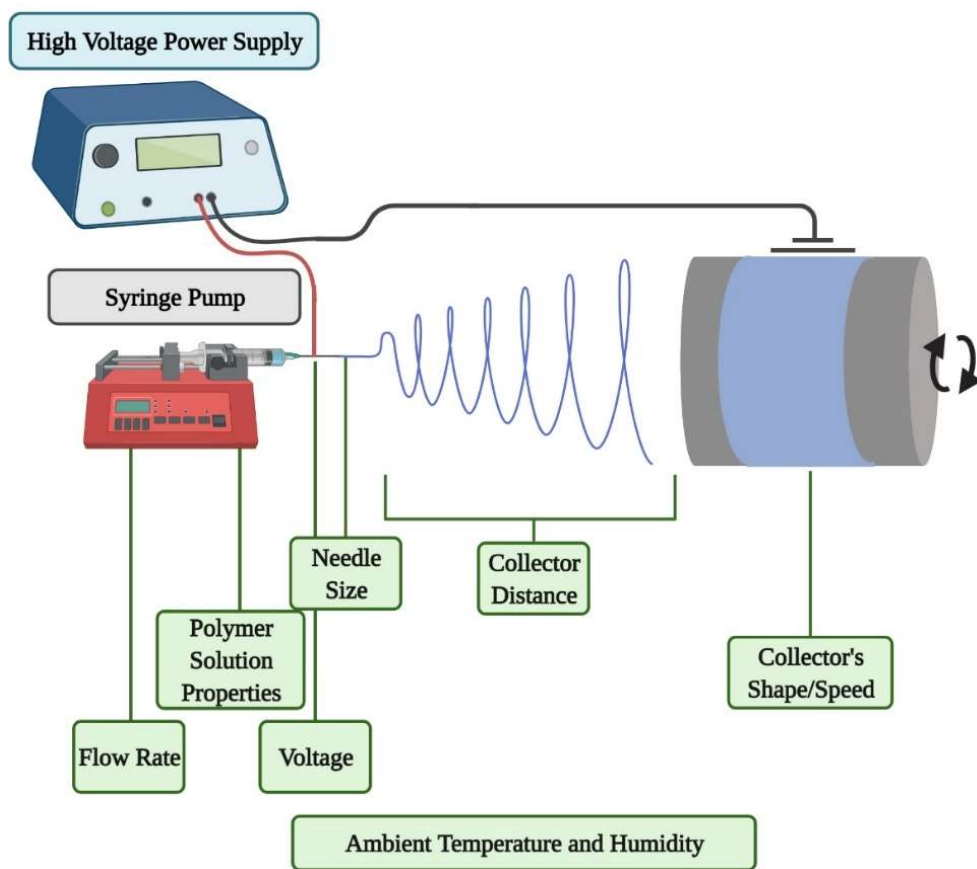 High Voltage Power Supply
Syringe Pump
Needle
Size
Collector
Distance
Polymer
Solution
Properties
Collector's
Shape/Speed
Flow Rate
Voltage
Ambient Temperature and Humidity